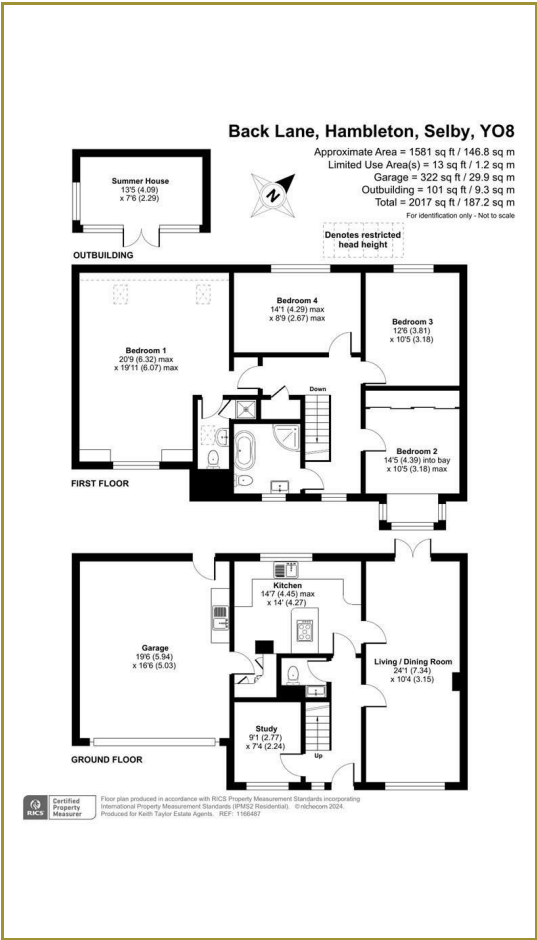 Back Lane, Hambleton, Selby, YO8
Approximate Area = 1581 sq ft / 146.8 sq m
Limited Use Area(s) = 13 sq ft / 1.2 sq m
Garage = 322 sq ft / 29.9 sq m
Outbuilding = 101 sq ft / 9.3 sq m
Total = 2017 sq ft / 187.2 sq m
For identification only - Not to scale
Summer House
13'5 (4.09)
x 7'6 (2.29)
N
Denotes restricted
head height
OUTBUILDING
Bedroom 4
14'1 (4.29) max
x 8'9 (2.67) max
Bedroom 3
12'6 (3.81)
x 10'5 (3.18)
Bedroom 1
20'9 (6.32) max
x 19'11 (6.07) max
Down
Bedroom 2
14'5 (4.39) into bay
x 10'5 (3.18) max
FIRST FLOOR
Kitchen
14'7 (4.45) max
x 14' (4.27)
Garage
19'6 (5.94)
x 16'6 (5.03)
Living / Dining Room
24'1 (7.34)
x 10'4 (3.15)
Study
9'1 (2.77)
x 7'4 (2.24)
Up
GROUND FLOOR
RICS
Certified
Property
Measurer
Floor plan produced in accordance with RICS Property Measurement Standards incorporating
International Property Measurement Standards (IPMS2 Residential). ©nichecom 2024.
Produced for Keith Taylor Estate Agents. REF: 1166487